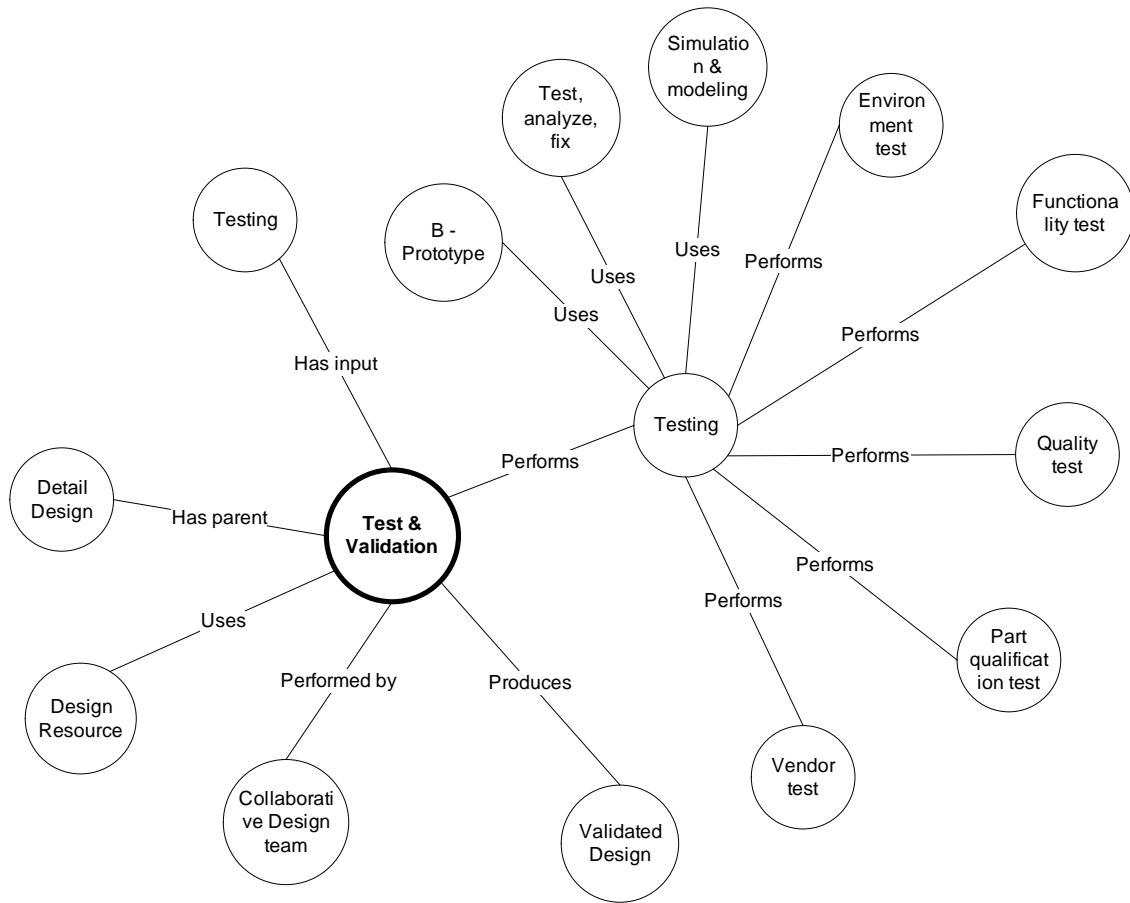 Simulatio
n &
modeling
Test,
analyze,
fix
Environ
ment
test
Functiona
lity test
Testing
B -
Prototype
Uses
Uses
Uses
Performs
Performs
Has input
Testing
Performs
Performs
Quality
test
Detail
Design
Has parent
Test &
Validation
Performs
Performs
Uses
Performed by
Produces
Part
qualificat
ion test
Design
Resource
Vendor
test
Collaborati
ve Design
team
Validated
Design